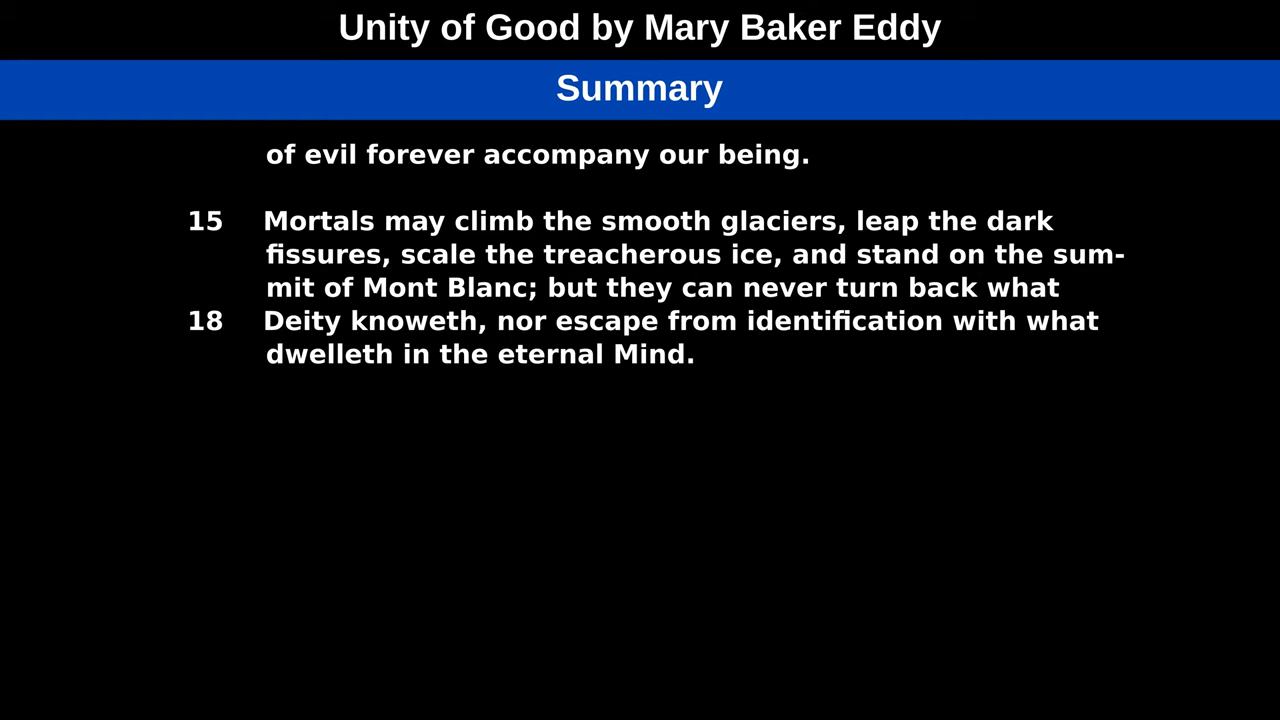 Unity of Good by Mary Baker Eddy
Summary
of evil forever accompany our being.
15 Mortals may climb the smooth glaciers, leap the dark
fissures, scale the treacherous ice, and stand on the sum-
mit of Mont Blanc; but they can never turn back what
18 Deity knoweth, nor escape from identification with what
dwelleth in the eternal Mind.